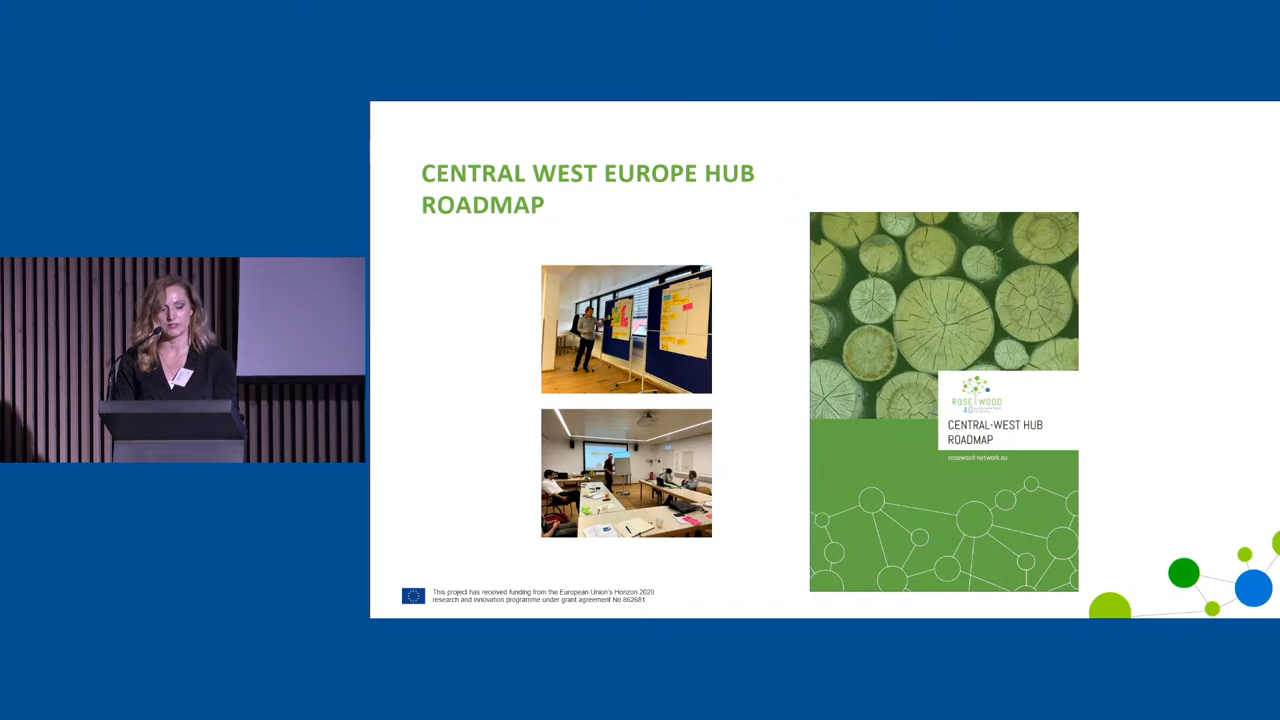 CENTRAL WEST EUROPE HUB
ROADMAP
ROSEWOOD
4.0
CENTRAL-WEST HUB
ROADMAP
rosewood-network.eu
This project has received funding from the European Union's Horizon 2020
research and innovation programme under grant agreement No 862681.